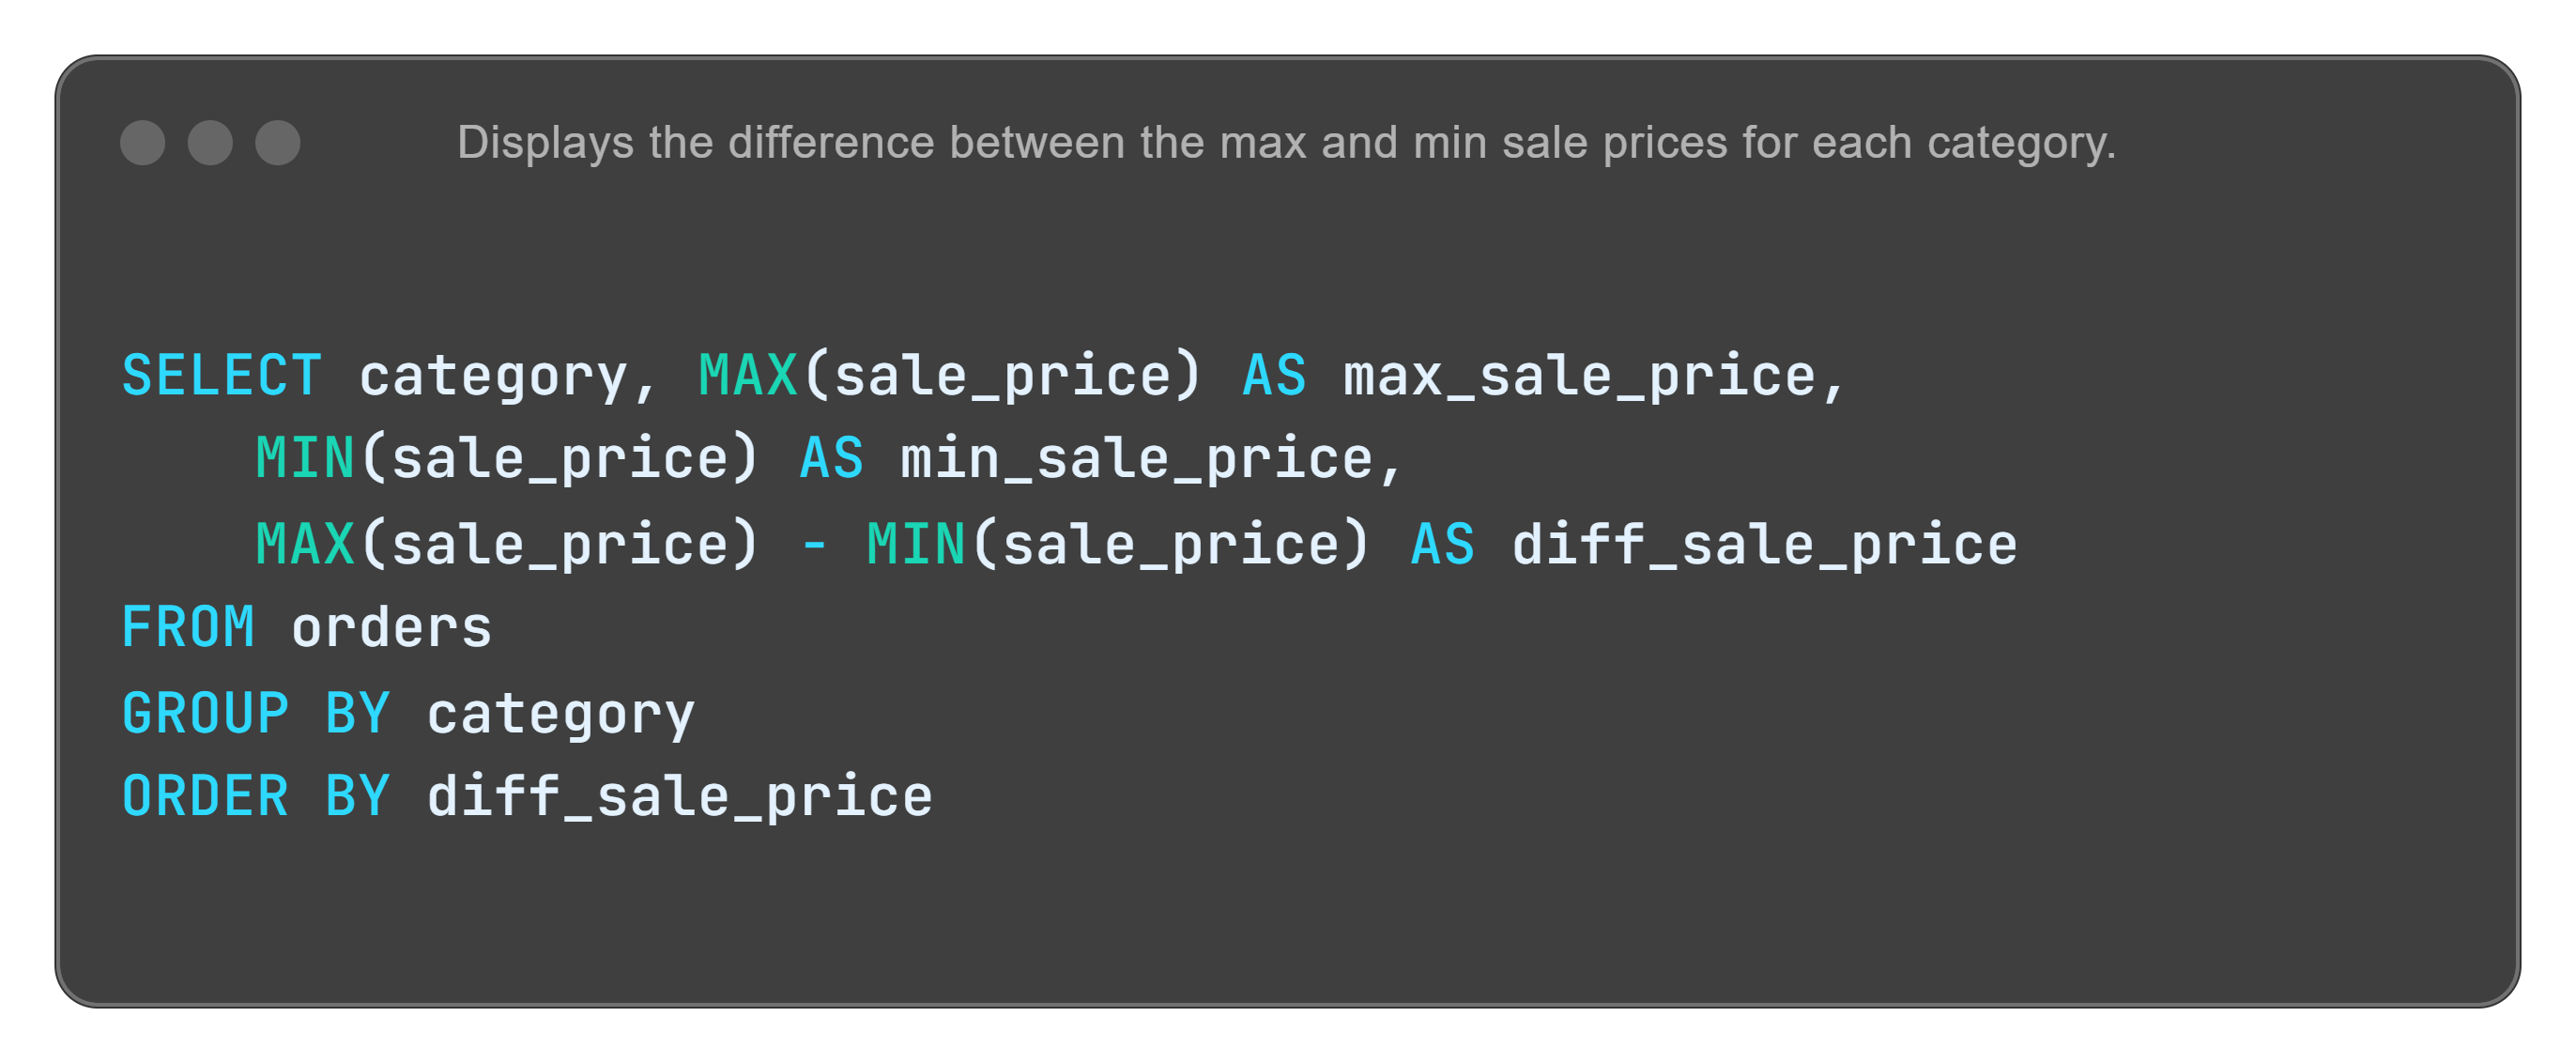 Displays the difference between the max and min sale prices for each category.
SELECT category, MAX(sale_price) AS max_sale_price,
    MIN(sale_price) AS min_sale_price,
    MAX(sale_price) - MIN(sale_price) AS diff_sale_price
FROM orders
GROUP BY category
ORDER BY diff_sale_price